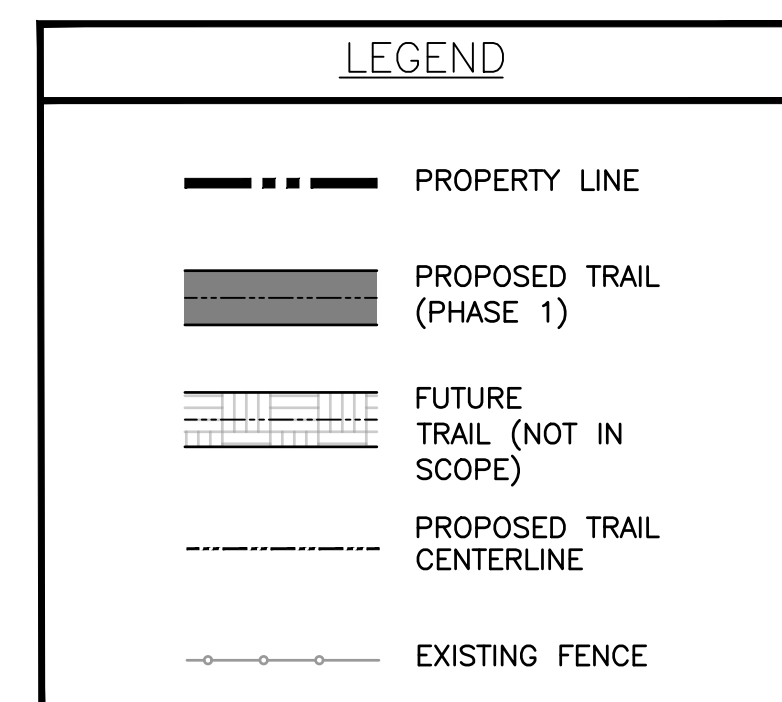 LEGEND
PROPERTY LINE
PROPOSED TRAIL
(PHASE 1)
FUTURE
TRAIL (NOT IN
SCOPE)
PROPOSED TRAIL
CENTERLINE
EXISTING FENCE